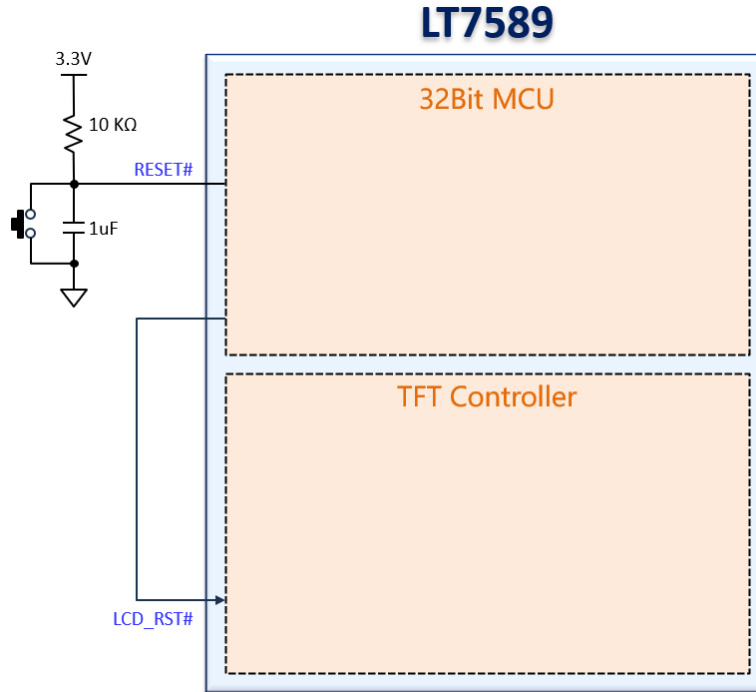 LT7589
3.3V
32Bit MCU
10 KΩ
RESET#
1uF
TFT Controller
LCD_RST#